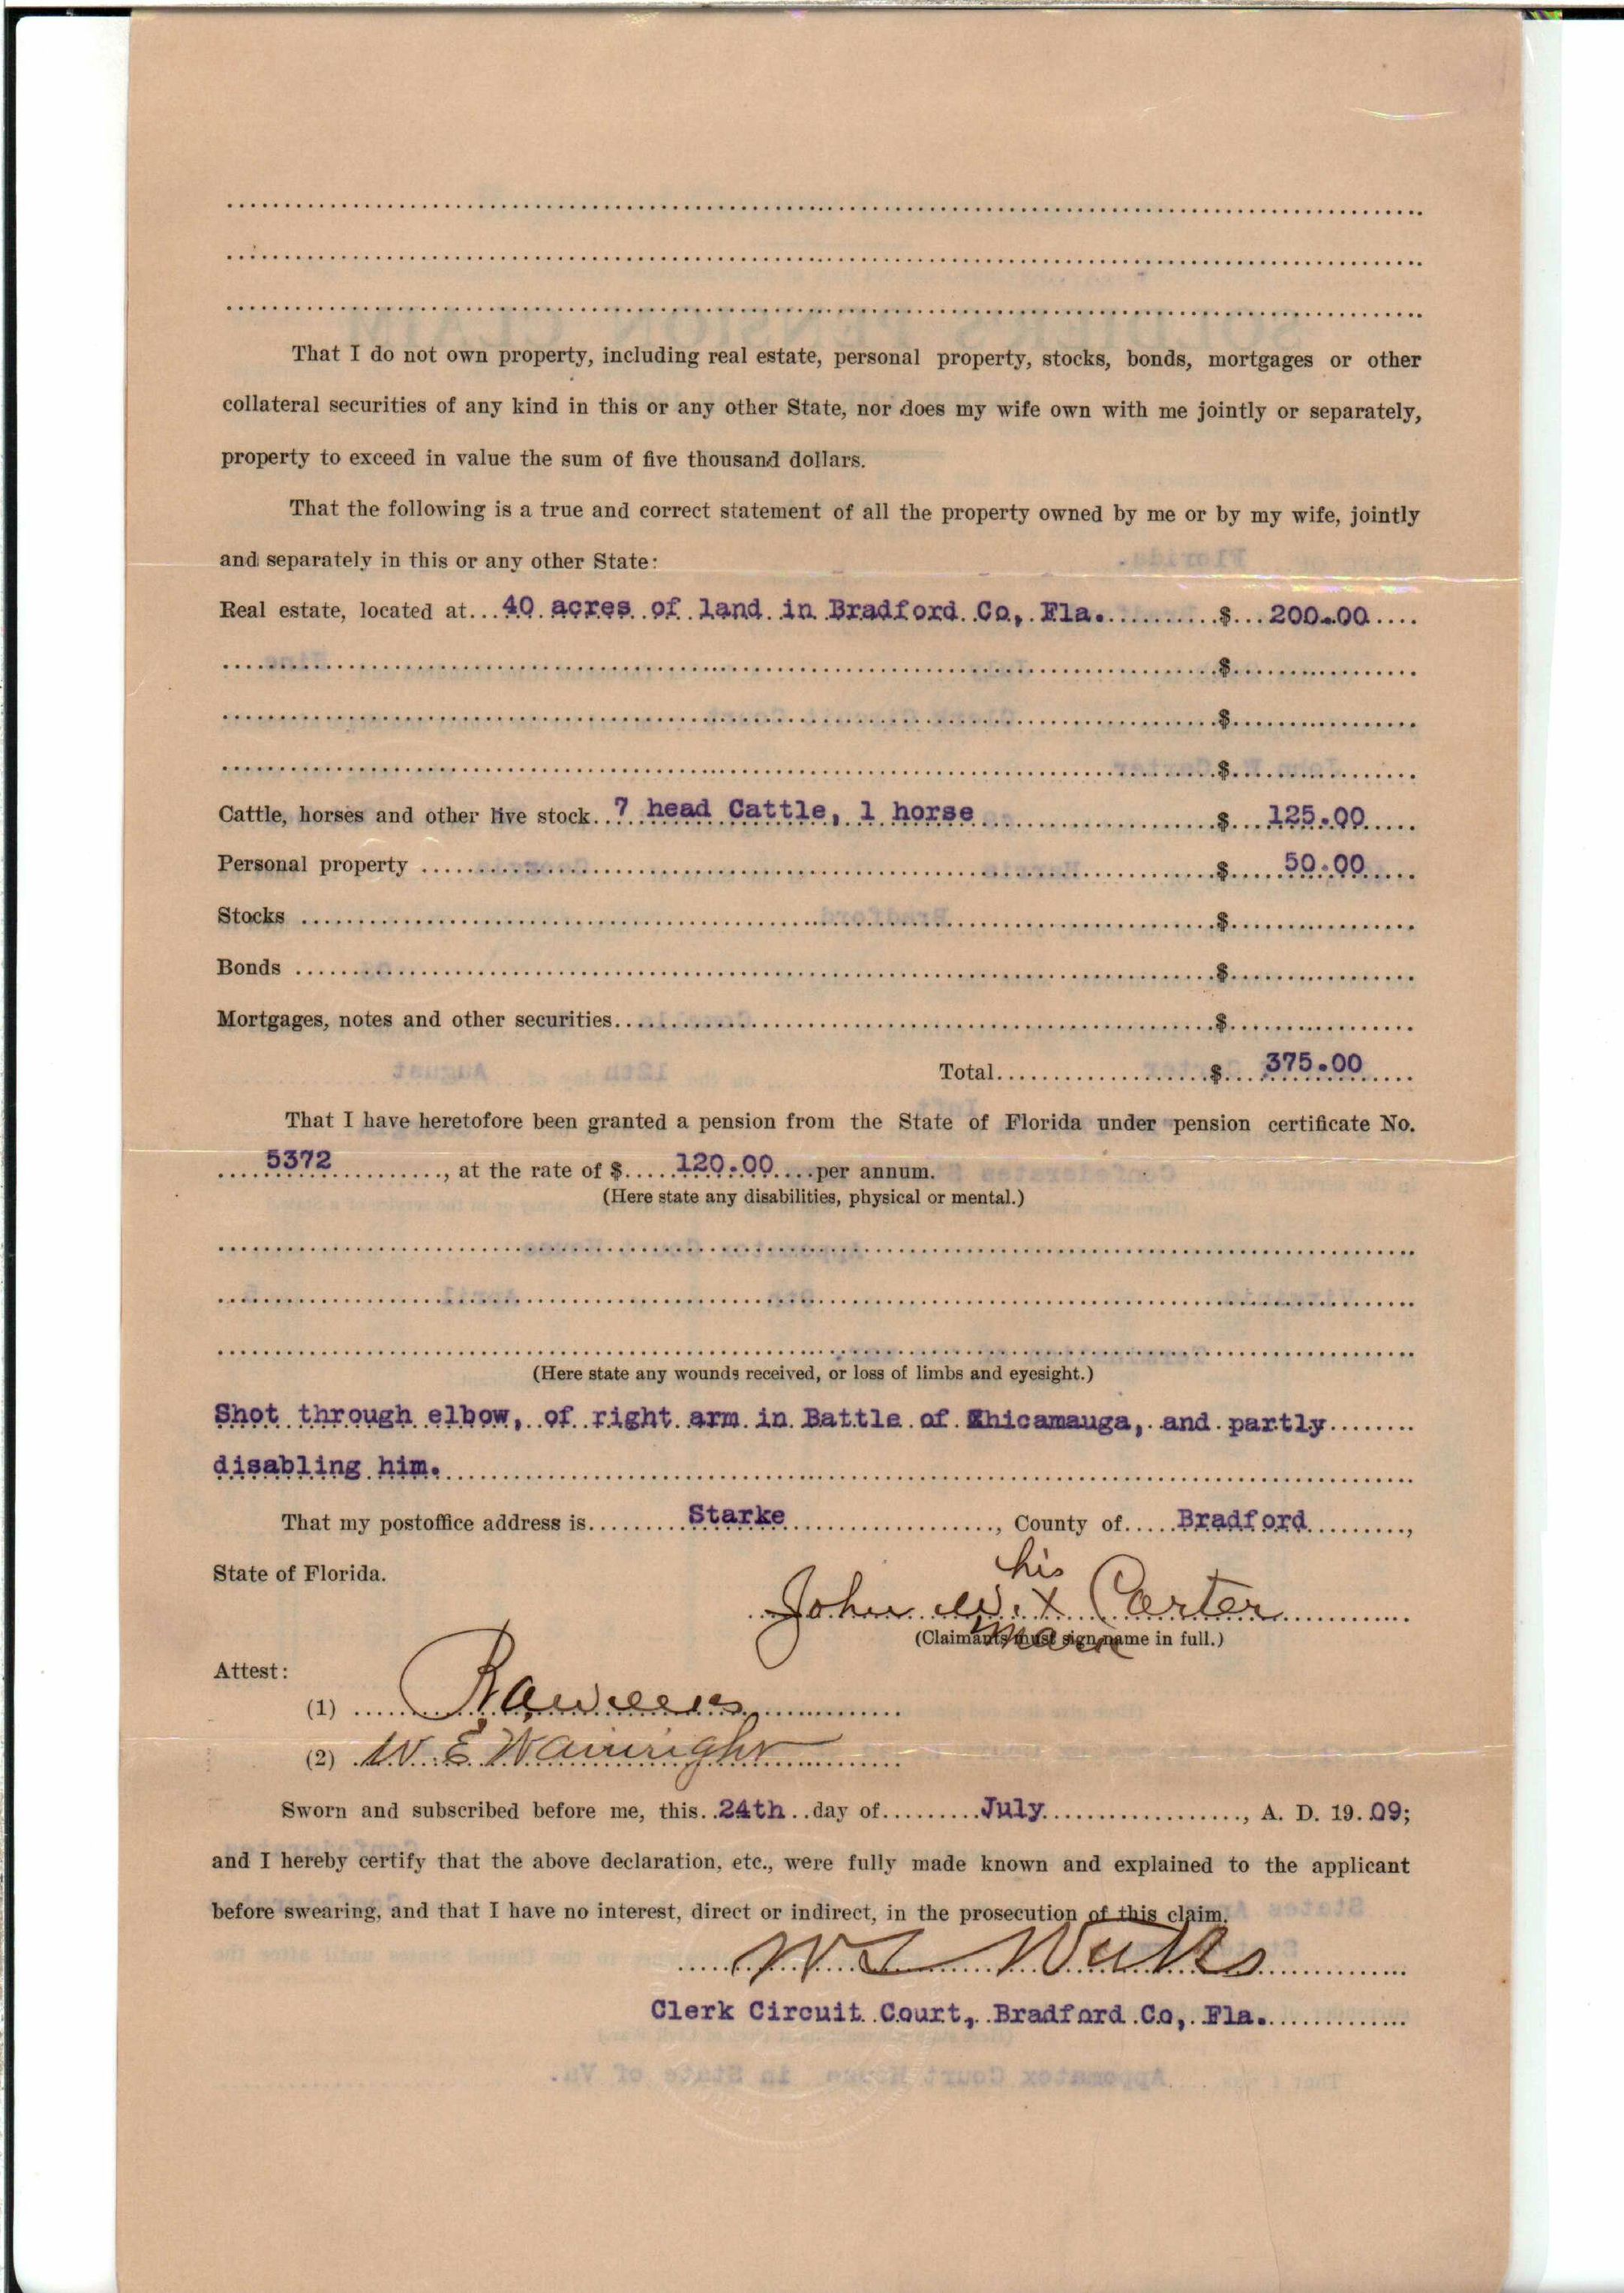 That I do not own property, including real estate, personal property, stocks, bonds, mortgages or other
collateral securities of any kind in this or any other State, nor does my wife own with me jointly or separately,
property to exceed in value the sum of five thousand dollars.
That the following is a true and correct statement of all the property owned by me or by my wife, jointly
and separately in this or any other State:
Real estate, located at... 40 acres of land in Bradford Co, Fla. $ 200.00
$
$
$
Cattle, horses and other live stock.. 7 head Cattle, 1 horse $ 125.00
Personal property $ 50.00
Stocks $
Bonds $
Mortgages, notes and other securities. $
Total $ 375.00
That I have heretofore been granted a pension from the State of Florida under pension certificate No.
5372, at the rate of $ 120.00 per annum.
(Here state any disabilities, physical or mental.)
(Here state any wounds received, or loss of limbs and eyesight.)
Shot through elbow, of right arm in Battle of Chicamauga, and partly
disabling him.
That my postoffice address is Starke, County of Bradford,
State of Florida.
his
John W. x Carter
mark
(Claimants must sign name in full.)
Attest:
(1)
(2) W. E. Wainright
Sworn and subscribed before me, this 24th day of July, A. D. 19 09;
and I hereby certify that the above declaration, etc., were fully made known and explained to the applicant
before swearing, and that I have no interest, direct or indirect, in the prosecution of this claim.
Clerk Circuit Court, Bradford Co, Fla.